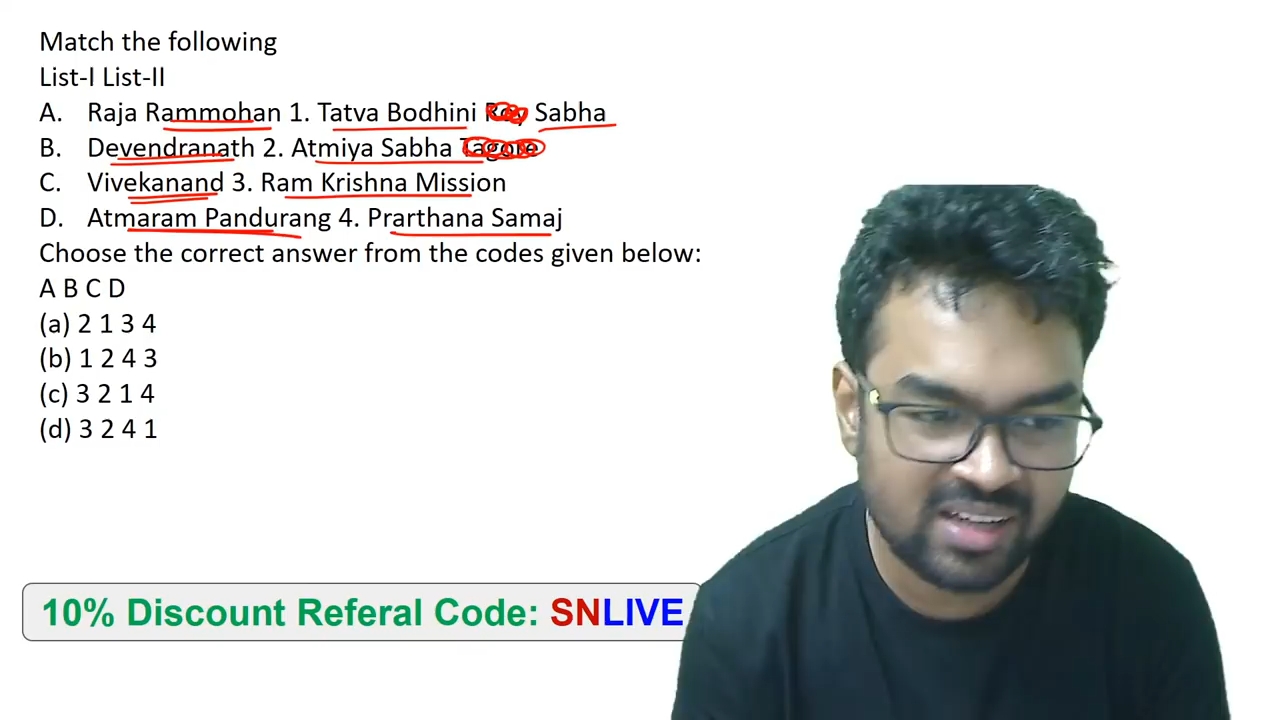 Match the following
List-I List-II
A. Raja Rammohan 1. Tatva Bodhini Roy Sabha
B. Devendranath 2. Atmiya Sabha Tagore
C. Vivekanand 3. Ram Krishna Mission
D. Atmaram Pandurang 4. Prarthana Samaj
Choose the correct answer from the codes given below:
A B C D
(a) 2 1 3 4
(b) 1 2 4 3
(c) 3 2 1 4
(d) 3 2 4 1
10% Discount Referal Code: SNLIVE